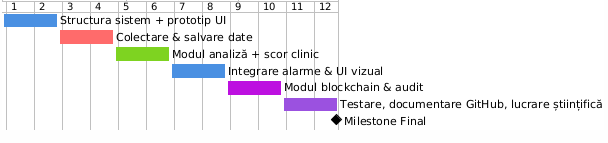 1 2 3 4 5 6 7 8 9 10 11 12
Structura sistem + prototip UI
Colectare & salvare date
Modul analiză + scor clinic
Integrare alarme & UI vizual
Modul blockchain & audit
Testare, documentare GitHub, lucrare științifică
Milestone Final